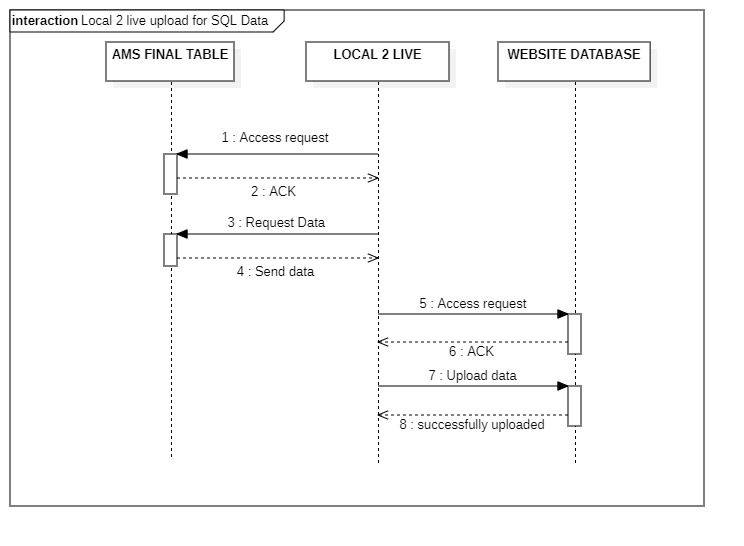 interaction Local 2 live upload for SQL Data
AMS FINAL TABLE
LOCAL 2 LIVE
WEBSITE DATABASE
1 : Access request
2 : ACK
3 : Request Data
4 : Send data
5 : Access request
6 : ACK
7 : Upload data
8 : successfully uploaded